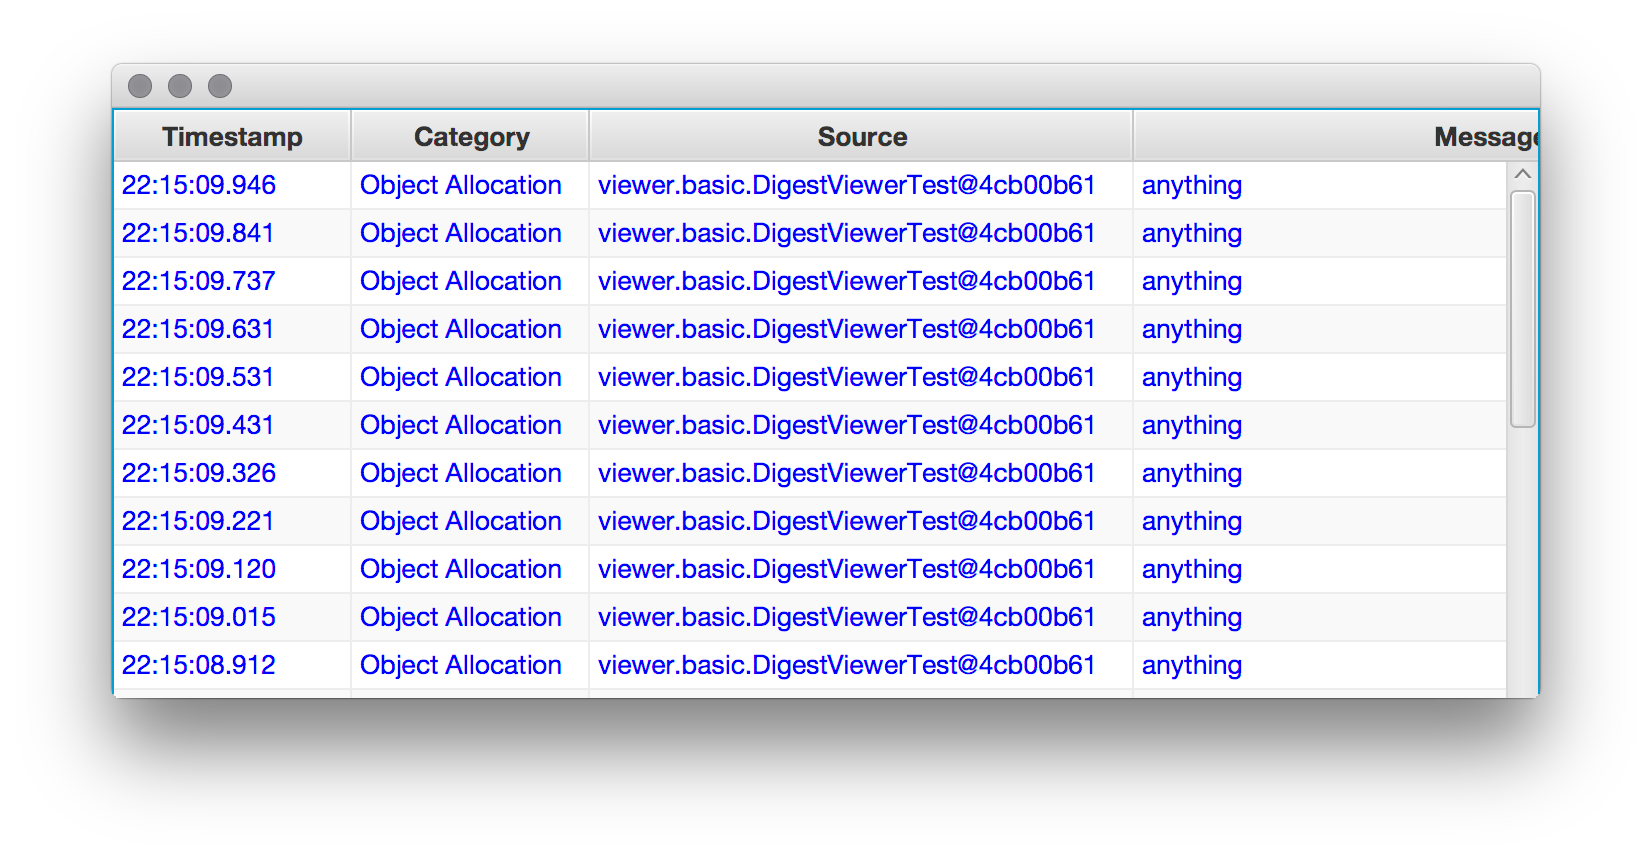 Timestamp Category Source Message
22:15:09.946 Object Allocation viewer.basic.DigestViewerTest@4cb00b61 anything
22:15:09.841 Object Allocation viewer.basic.DigestViewerTest@4cb00b61 anything
22:15:09.737 Object Allocation viewer.basic.DigestViewerTest@4cb00b61 anything
22:15:09.631 Object Allocation viewer.basic.DigestViewerTest@4cb00b61 anything
22:15:09.531 Object Allocation viewer.basic.DigestViewerTest@4cb00b61 anything
22:15:09.431 Object Allocation viewer.basic.DigestViewerTest@4cb00b61 anything
22:15:09.326 Object Allocation viewer.basic.DigestViewerTest@4cb00b61 anything
22:15:09.221 Object Allocation viewer.basic.DigestViewerTest@4cb00b61 anything
22:15:09.120 Object Allocation viewer.basic.DigestViewerTest@4cb00b61 anything
22:15:09.015 Object Allocation viewer.basic.DigestViewerTest@4cb00b61 anything
22:15:08.912 Object Allocation viewer.basic.DigestViewerTest@4cb00b61 anything